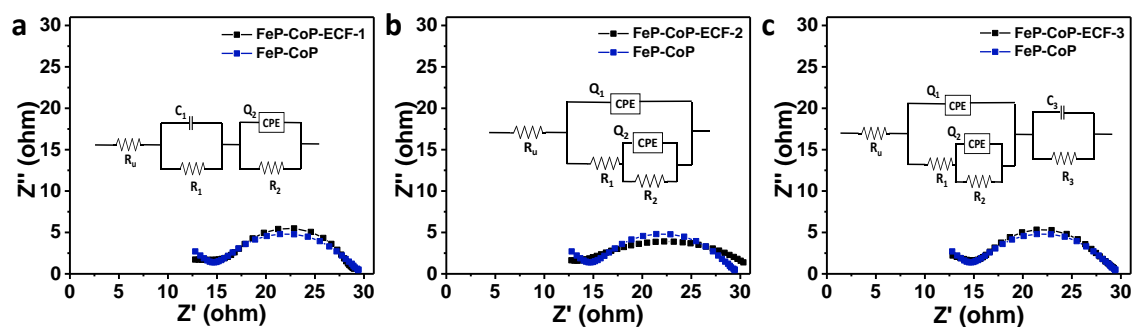 a
FeP-CoP-ECF-1
FeP-CoP
Z'' (ohm)
30
25
20
15
10
5
0
C1
Q2
CPE
Ru
R1
R2
0 5 10 15 20 25 30
Z' (ohm)
b
FeP-CoP-ECF-2
FeP-CoP
Z'' (ohm)
30
25
20
15
10
5
0
Q1
CPE
Q2
CPE
Ru
R1
R2
0 5 10 15 20 25 30
Z' (ohm)
c
FeP-CoP-ECF-3
FeP-CoP
Z'' (ohm)
30
25
20
15
10
5
0
Q1
CPE
C3
Q2
CPE
Ru
R1
R2
R3
0 5 10 15 20 25 30
Z' (ohm)